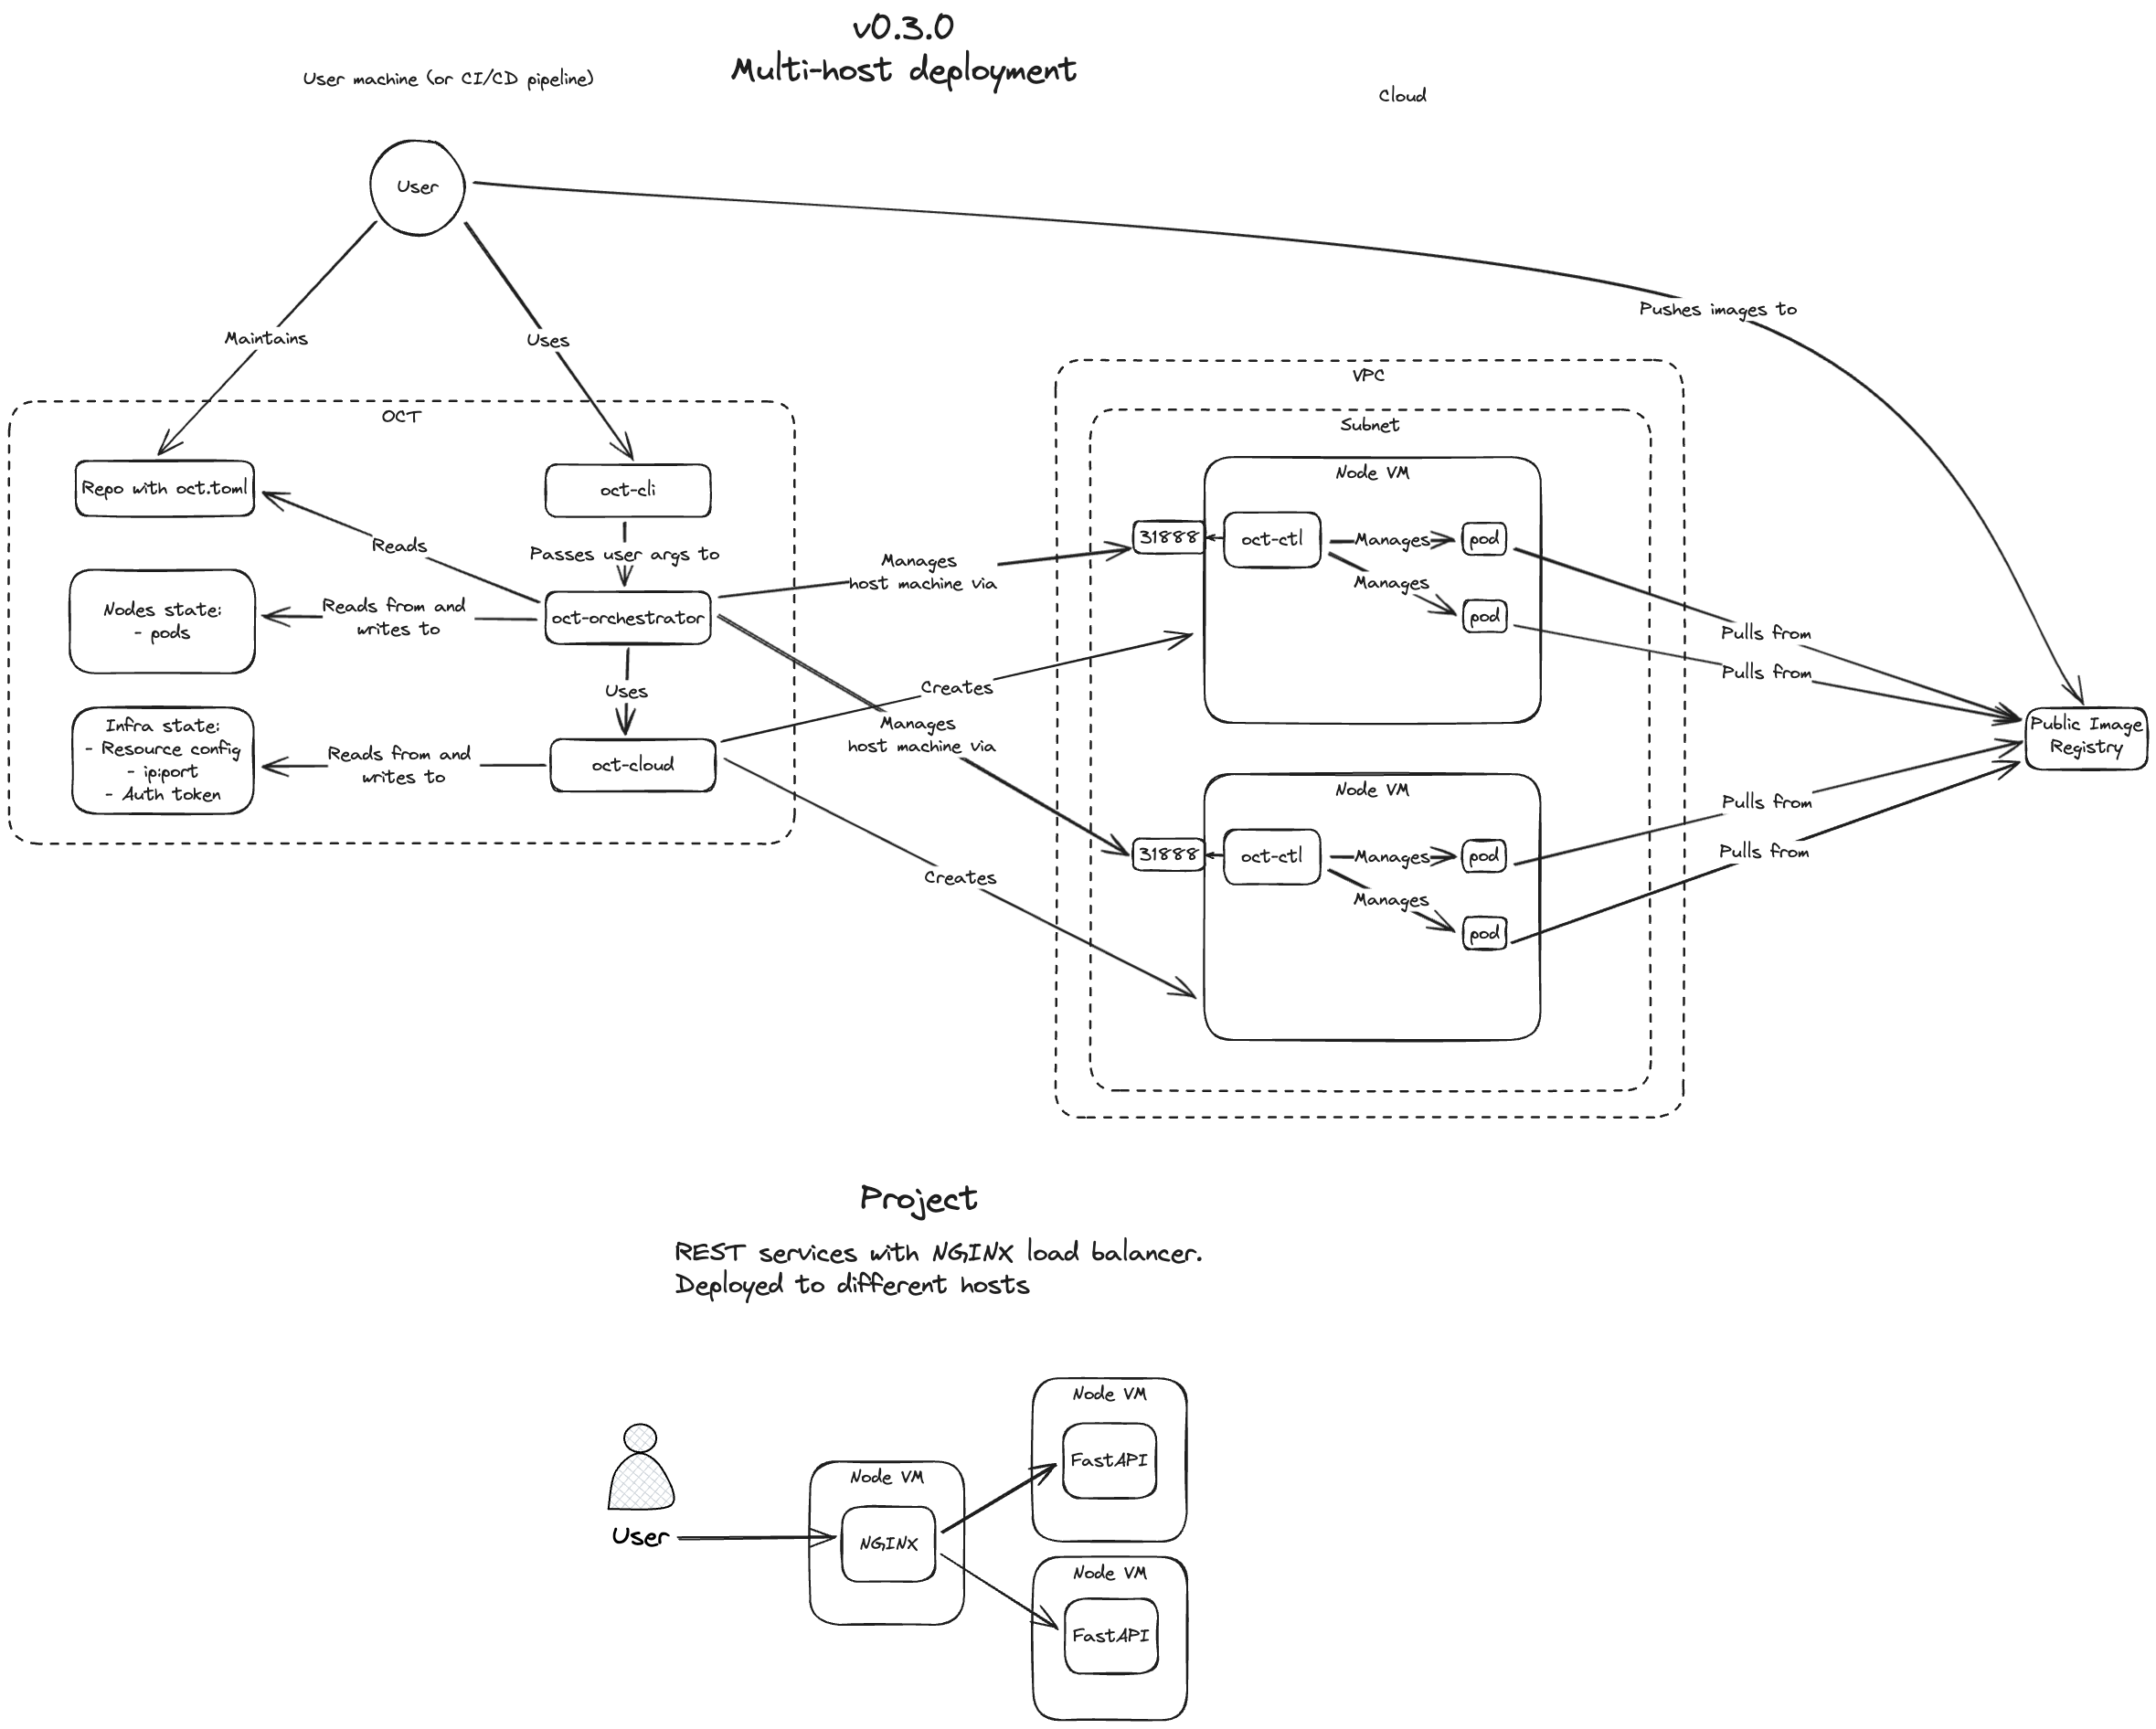 v0.3.0
Multi-host deployment
User machine (or CI/CD pipeline)
Cloud
User
Pushes images to
Maintains
Uses
OCT
Repo with oct.toml
oct-cli
Reads
Passes user args to
Nodes state:
- pods
Reads from and
writes to
oct-orchestrator
Uses
Infra state:
- Resource config
- ip:port
- Auth token
Reads from and
writes to
oct-cloud
Manages
host machine via
Creates
Manages
host machine via
Creates
VPC
Subnet
Node VM
31888
oct-ctl
Manages
pod
Manages
pod
Node VM
31888
oct-ctl
Manages
pod
Manages
pod
Pulls from
Pulls from
Pulls from
Pulls from
Public Image
Registry
Project
REST services with NGINX load balancer.
Deployed to different hosts
User
Node VM
NGINX
Node VM
FastAPI
Node VM
FastAPI